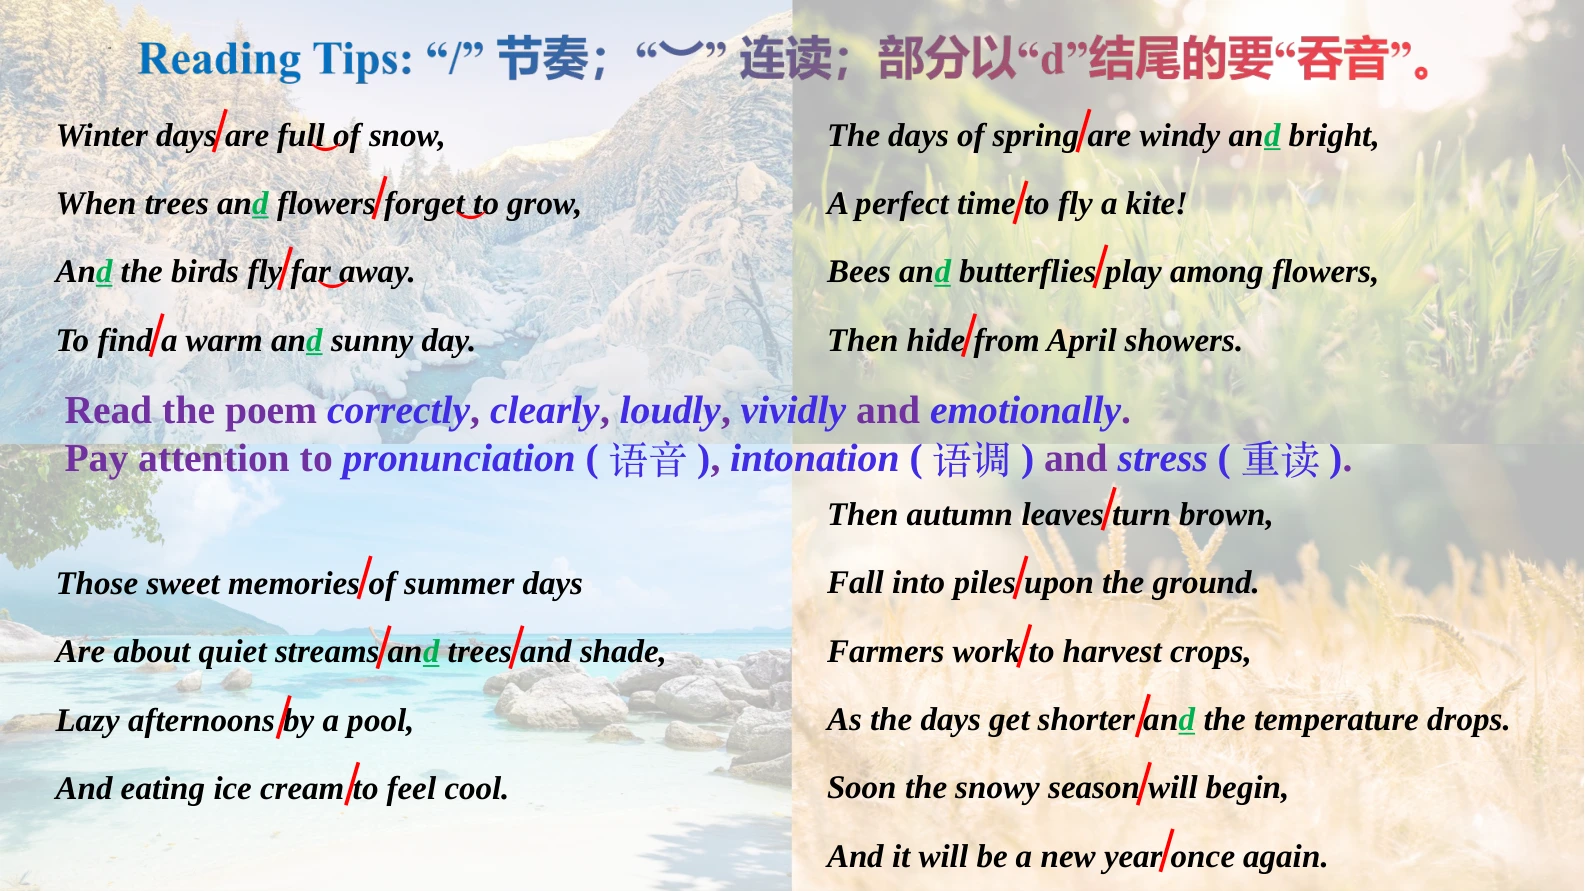 Reading Tips: “/” 节奏；“︶” 连读；部分以“d”结尾的要“吞音”。
Winter days/are full of snow,
When trees and flowers/forget to grow,
And the birds fly/far away.
To find/a warm and sunny day.
The days of spring/are windy and bright,
A perfect time/to fly a kite!
Bees and butterflies/play among flowers,
Then hide/from April showers.
Read the poem correctly, clearly, loudly, vividly and emotionally.
Pay attention to pronunciation ( 语音 ), intonation ( 语调 ) and stress ( 重读 ).
Those sweet memories/of summer days
Are about quiet streams/and trees/and shade,
Lazy afternoons/by a pool,
And eating ice cream/to feel cool.
Then autumn leaves/turn brown,
Fall into piles/upon the ground.
Farmers work/to harvest crops,
As the days get shorter/and the temperature drops.
Soon the snowy season/will begin,
And it will be a new year/once again.